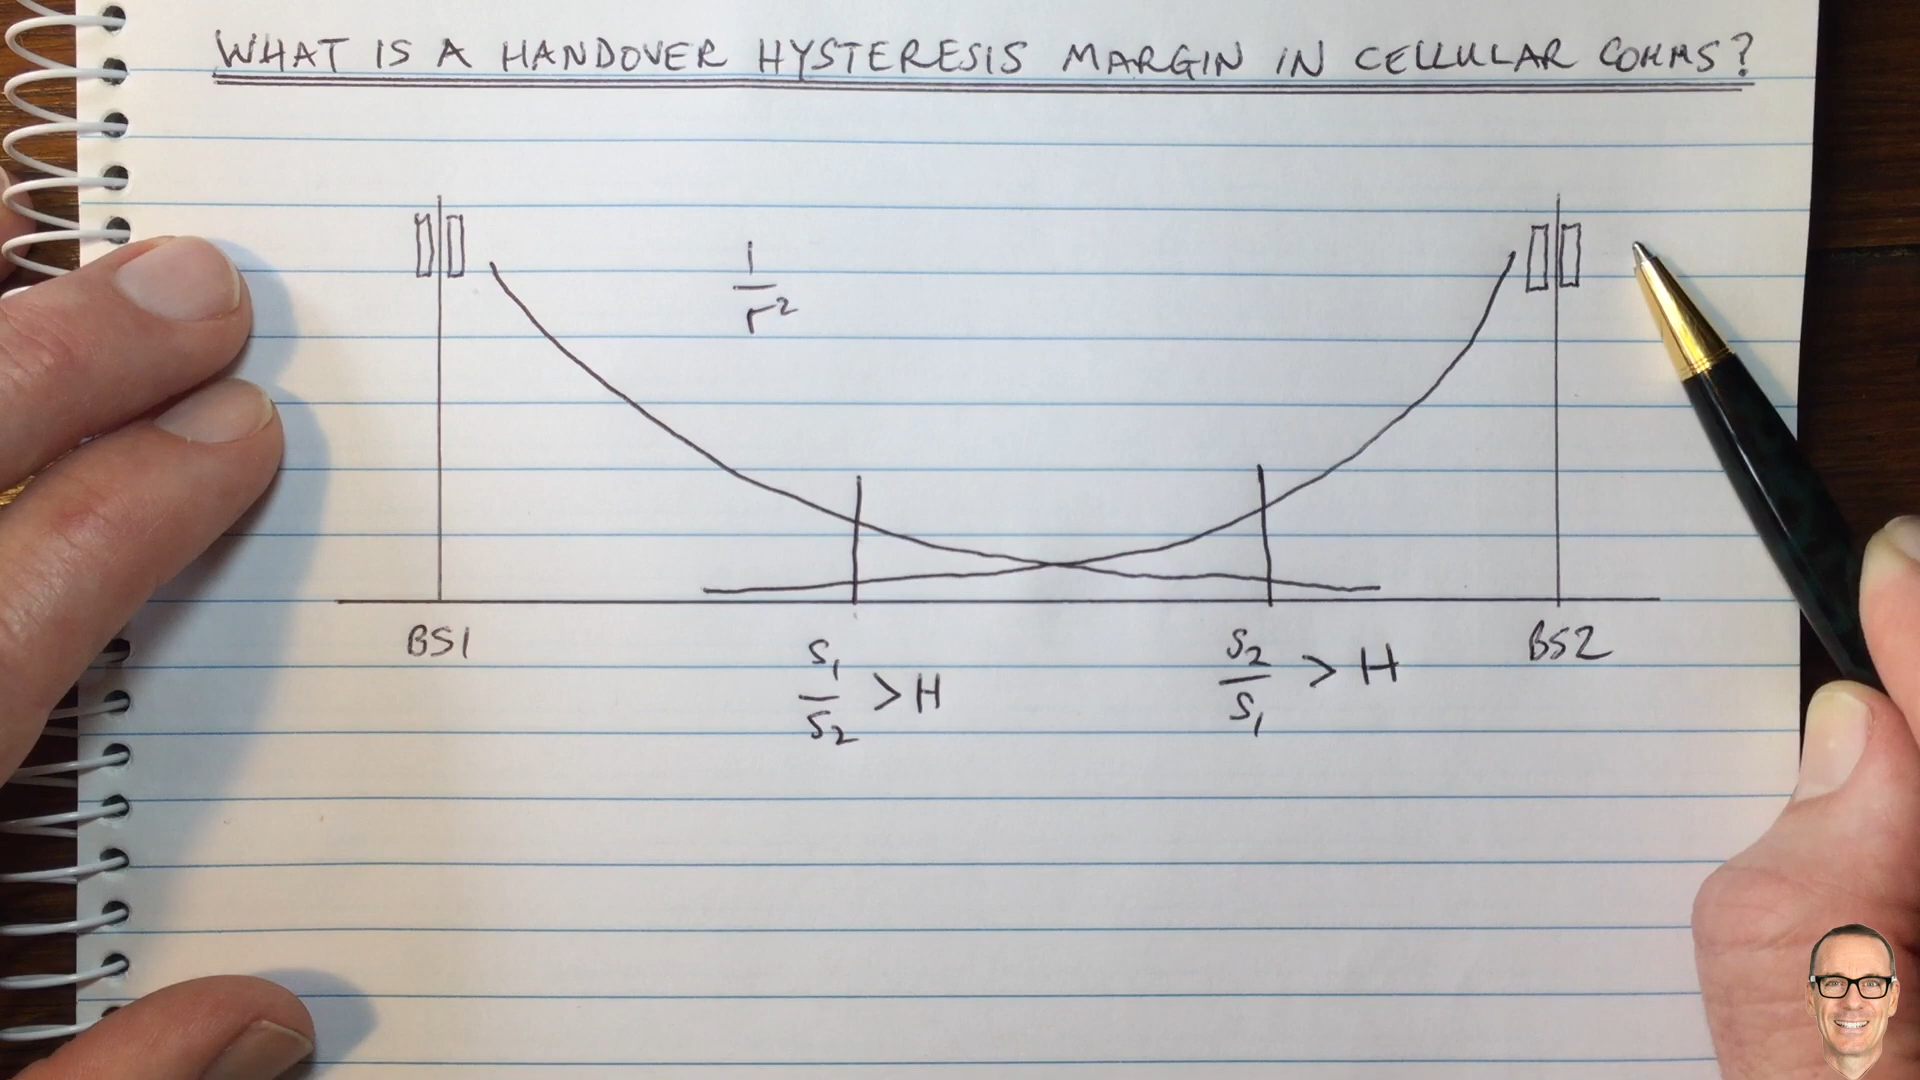 WHAT IS A HANDOVER HYSTERESIS MARGIN IN CELLULAR COMMS?
1/r²
BS1
S₁/S₂ > H
S₂/S₁ > H
BS2